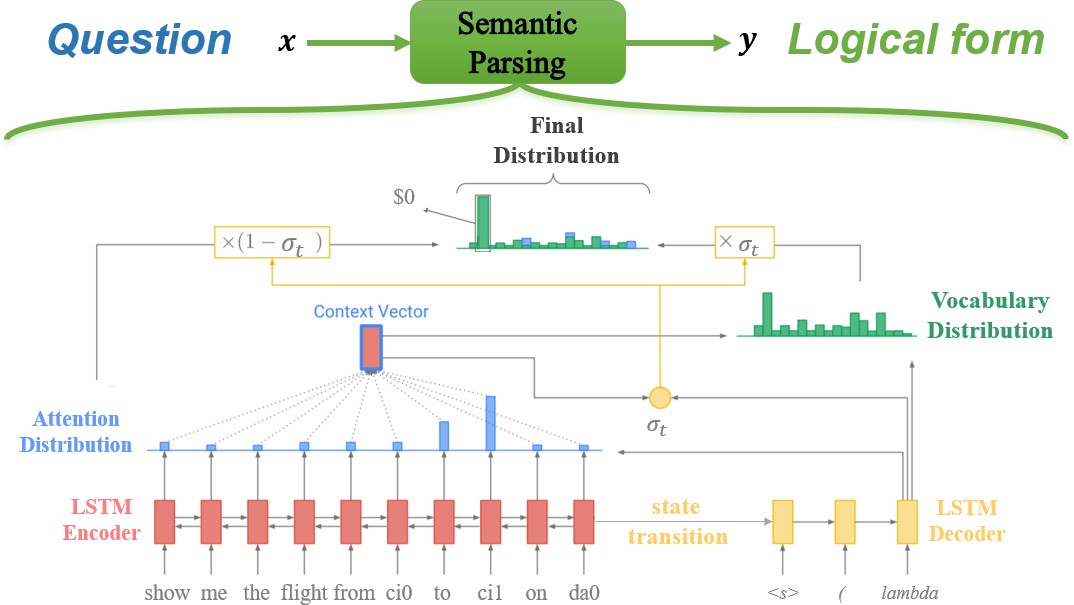 Question x Semantic Parsing y Logical form
Final
Distribution
$0
×(1 − σt )
× σt
Context Vector
Vocabulary
Distribution
Attention
Distribution
σt
LSTM
Encoder
state
transition
LSTM
Decoder
show me the flight from ci0 to ci1 on da0
<s> ( lambda